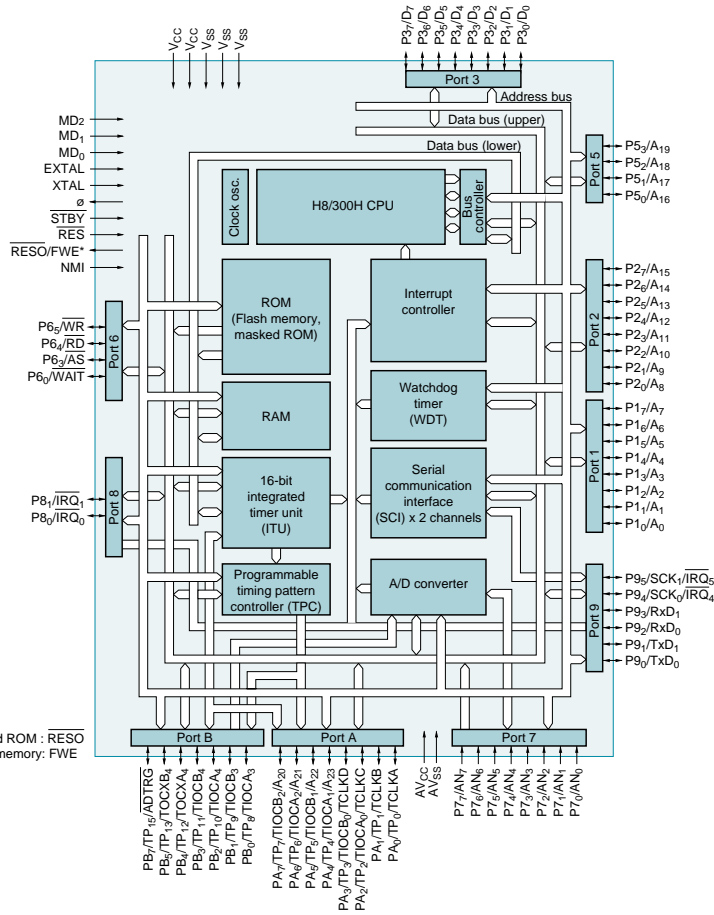 P37/D7
P36/D6
P35/D5
P34/D4
P33/D3
P32/D2
P31/D1
P30/D0
VCC
VCC
VSS
VSS
VSS
Port 3
Address bus
Data bus (upper)
Data bus (lower)
MD2
MD1
MD0
EXTAL
XTAL
ø
STBY
RES
RESO/FWE*
NMI
Clock osc.
H8/300H CPU
Bus
controller
Port 5
P53/A19
P52/A18
P51/A17
P50/A16
ROM
(Flash memory,
masked ROM)
Interrupt
controller
Port 2
P27/A15
P26/A14
P25/A13
P24/A12
P23/A11
P22/A10
P21/A9
P20/A8
P65/WR
P64/RD
P63/AS
P60/WAIT
Port 6
RAM
Watchdog
timer
(WDT)
Port 1
P17/A7
P16/A6
P15/A5
P14/A4
P13/A3
P12/A2
P11/A1
P10/A0
P81/IRQ1
P80/IRQ0
Port 8
16-bit
integrated
timer unit
(ITU)
Serial
communication
interface
(SCI) x 2 channels
Programmable
timing pattern
controller (TPC)
A/D converter
Port 9
P95/SCK1/IRQ5
P94/SCK0/IRQ4
P93/RxD1
P92/RxD0
P91/TxD1
P90/TxD0
d ROM : RESO
memory: FWE
Port B
Port A
Port 7
PB7/TP15/ADTRG
PB5/TP13/TOCXB4
PB4/TP12/TOCXA4
PB3/TP11/TIOCB4
PB2/TP10/TIOCA4
PB1/TP9/TIOCB3
PB0/TP8/TIOCA3
PA7/TP7/TIOCB2/A20
PA6/TP6/TIOCA2/A21
PA5/TP5/TIOCB1/A22
PA4/TP4/TIOCA1/A23
PA3/TP3/TIOCB0/TCLKD
PA2/TP2/TIOCA0/TCLKC
PA1/TP1/TCLKB
PA0/TP0/TCLKA
AVCC
AVSS
P77/AN7
P76/AN6
P75/AN5
P74/AN4
P73/AN3
P72/AN2
P71/AN1
P70/AN0